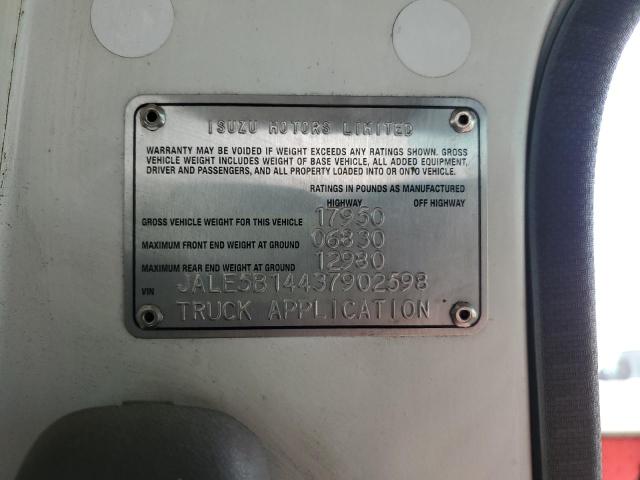 ISUZU MOTORS LIMITED
WARRANTY MAY BE VOIDED IF WEIGHT EXCEEDS ANY RATINGS SHOWN. GROSS
VEHICLE WEIGHT INCLUDES WEIGHT OF BASE VEHICLE, ALL ADDED EQUIPMENT,
DRIVER AND PASSENGERS, AND ALL PROPERTY LOADED INTO OR ONTO VEHICLE.
RATINGS IN POUNDS AS MANUFACTURED
HIGHWAY OFF HIGHWAY
GROSS VEHICLE WEIGHT FOR THIS VEHICLE 17950
MAXIMUM FRONT END WEIGHT AT GROUND 06830
MAXIMUM REAR END WEIGHT AT GROUND 12980
VIN JALE5B14437902598
TRUCK APPLICATION